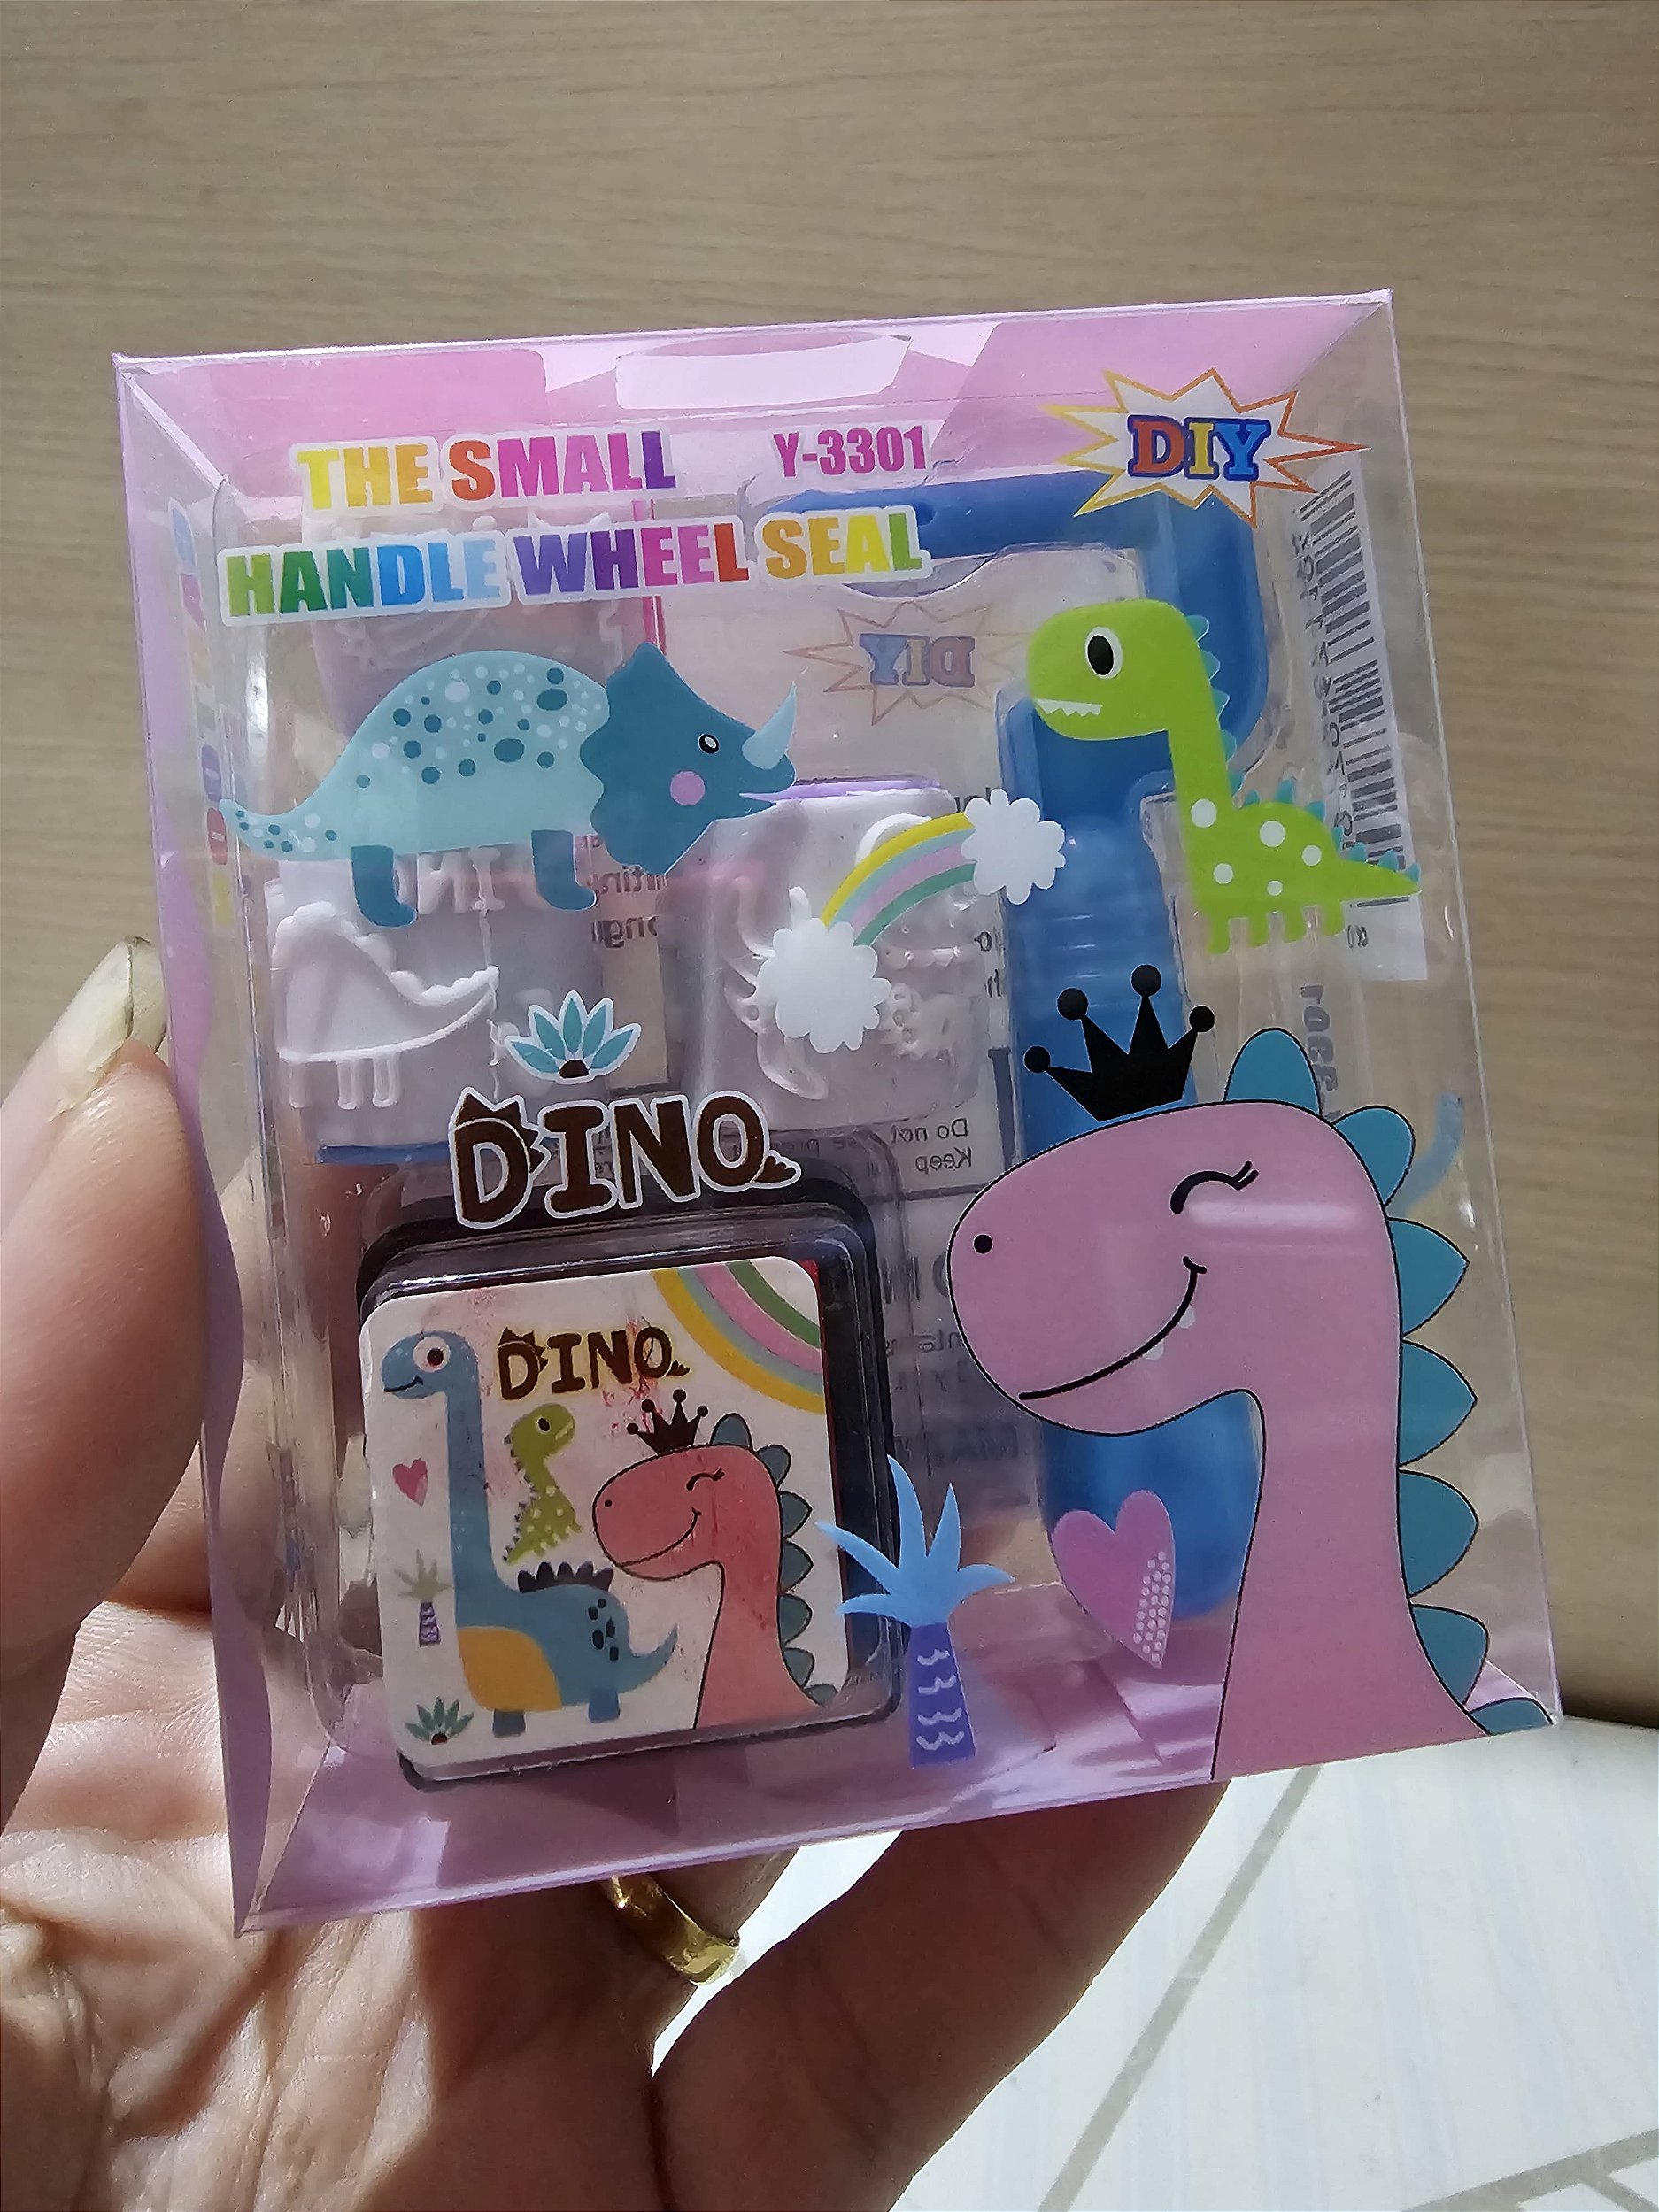 THE SMALL
Y-3301
DIY
HANDLE WHEEL SEAL
DIY
Do not
Keep
DINO
DINO